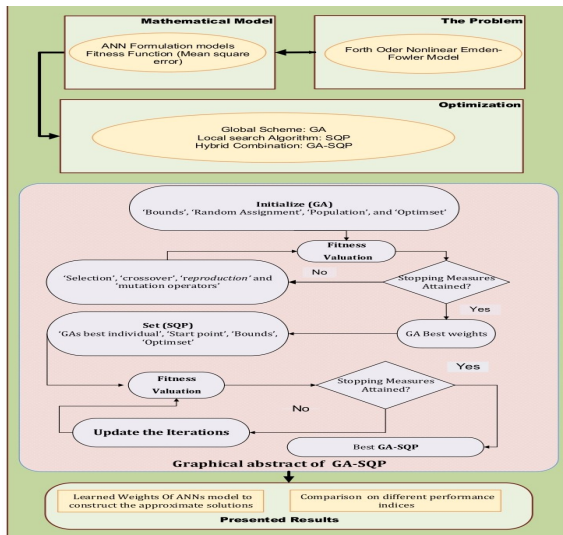 Mathematical Model
ANN Formulation models
Fitness Function (Mean square
error)
The Problem
Forth Oder Nonlinear Emden-
Fowler Model
Optimization
Global Scheme: GA
Local search Algorithm: SQP
Hybrid Combination: GA-SQP
Initialize (GA)
'Bounds', 'Random Assignment', 'Population', and 'Optimset'
Fitness
Valuation
No
'Selection', 'crossover', 'reproduction' and
'mutation operators'
Stopping Measures
Attained?
Yes
Set (SQP)
'GAs best individual', 'Start point', 'Bounds',
'Optimset'
GA Best weights
Fitness
Valuation
Stopping Measures
Attained?
Yes
No
Update the Iterations
Best GA-SQP
Graphical abstract of GA-SQP
Learned Weights Of ANNs model to
construct the approximate solutions
Comparison on different performance
indices
Presented Results